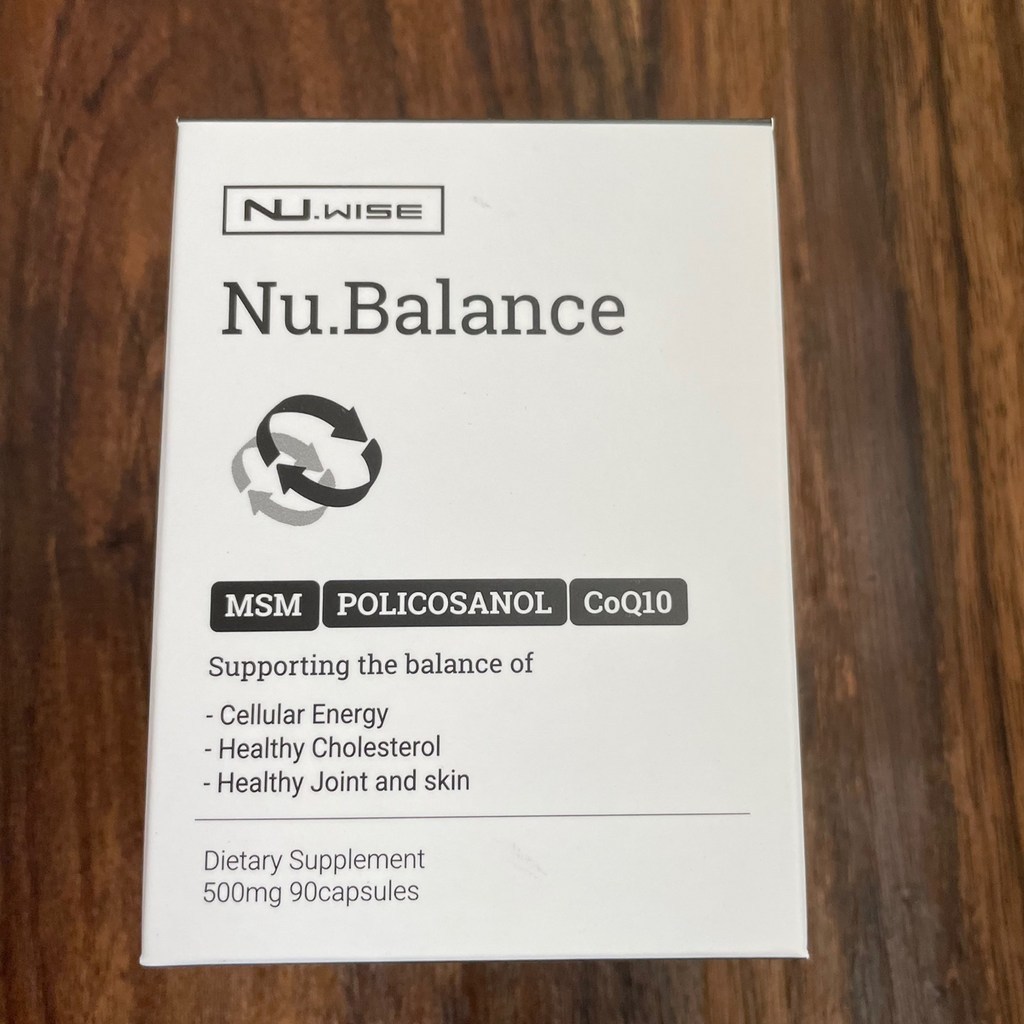 NU.WISE
Nu.Balance
MSM POLICOSANOL CoQ10
Supporting the balance of
- Cellular Energy
- Healthy Cholesterol
- Healthy Joint and skin
Dietary Supplement
500mg 90capsules